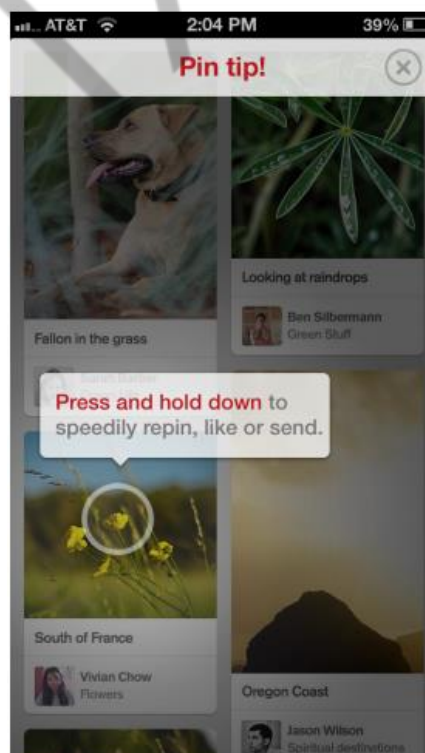 AT&T 2:04 PM 39%
Pin tip!
Fallon in the grass
Looking at raindrops
Ben Silbermann
Green Stuff
Press and hold down to
speedily repin, like or send.
South of France
Vivian Chow
Flowers
Oregon Coast
Jason Wilson
Spiritual destinations